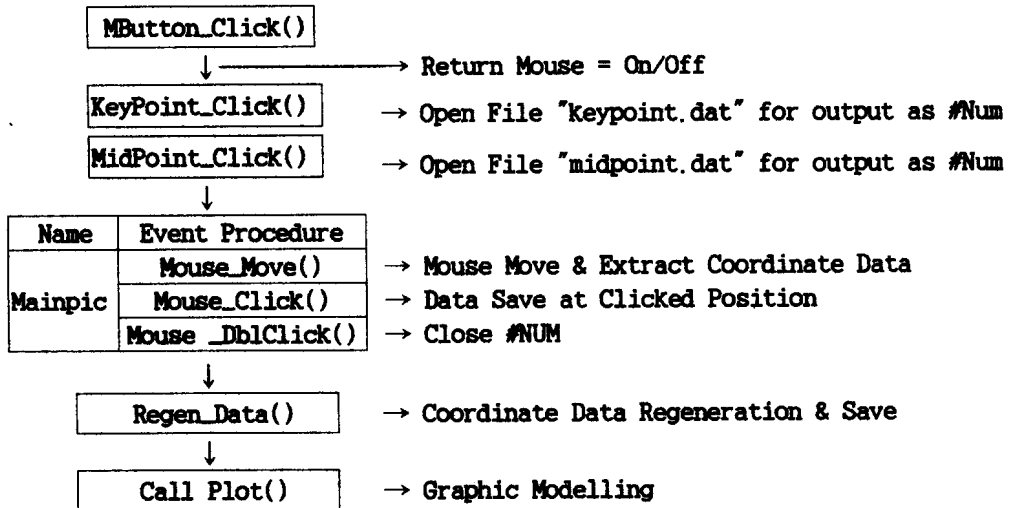 MButton_Click()
↓ → Return Mouse = On/Off
KeyPoint_Click() → Open File "keypoint.dat" for output as #Num
MidPoint_Click() → Open File "midpoint.dat" for output as #Num
↓
Name Event Procedure
Mouse_Move() → Mouse Move & Extract Coordinate Data
Mainpic Mouse_Click() → Data Save at Clicked Position
Mouse _DblClick() → Close #NUM
↓
Regen_Data() → Coordinate Data Regeneration & Save
↓
Call Plot() → Graphic Modelling